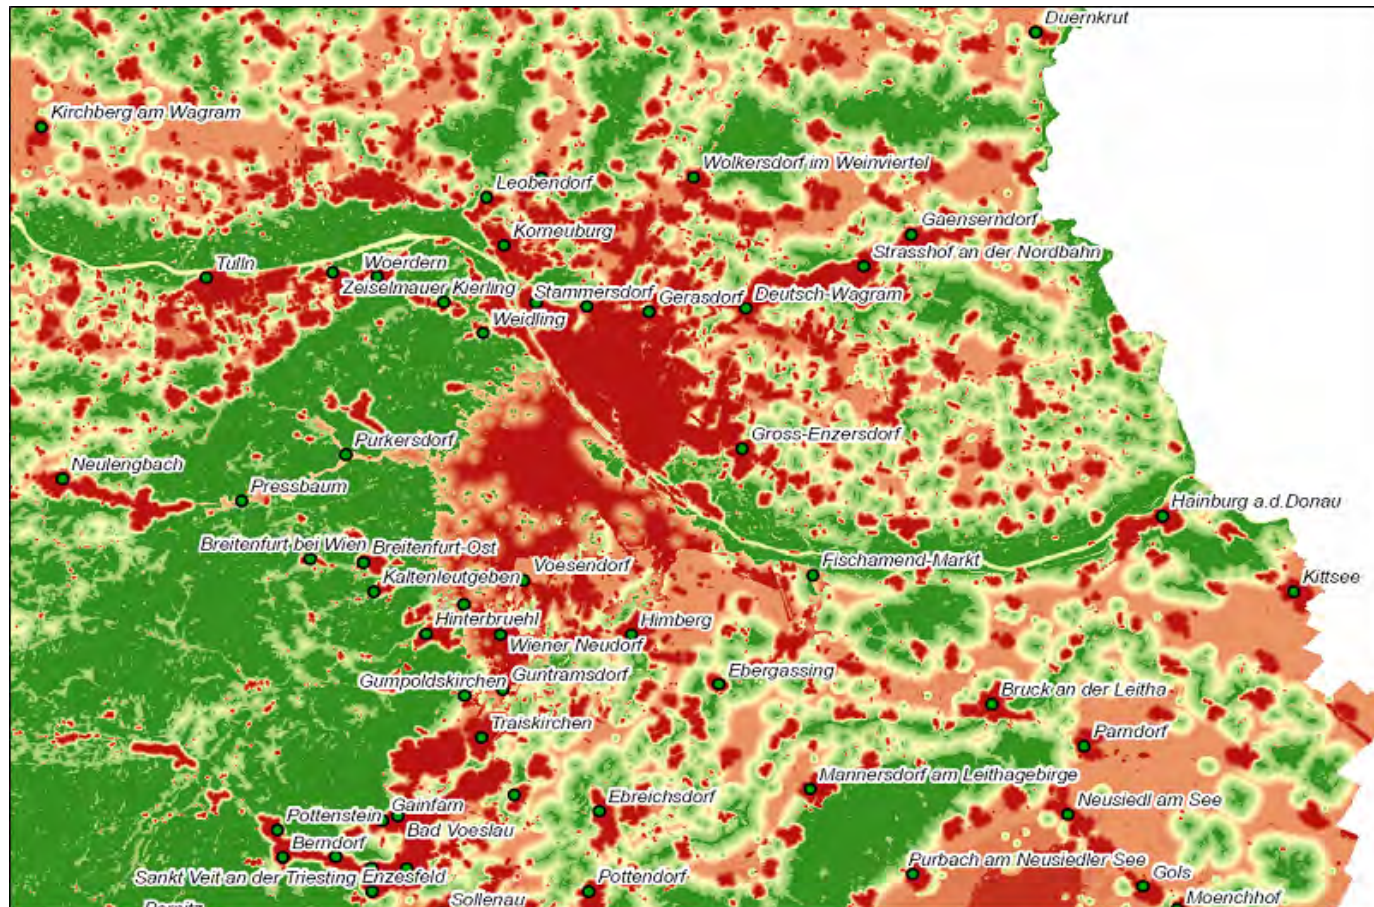 Duernkrut
Kirchberg am Wagram
Wolkersdorf im Weinviertel
Leobendorf
Gaenserndorf
Korneuburg
Strasshof an der Nordbahn
Tulln
Woerdern
Zeiselmauer Kierling
Stammersdorf
Gerasdorf
Deutsch-Wagram
Weidling
Purkersdorf
Gross-Enzersdorf
Neulengbach
Pressbaum
Hainburg a.d.Donau
Breitenfurt bei Wien
Breitenfurt-Ost
Voesendorf
Fischamend-Markt
Kaltenleutgeben
Kittsee
Hinterbruehl
Himberg
Wiener Neudorf
Ebergassing
Gumpoldskirchen
Guntramsdorf
Bruck an der Leitha
Traiskirchen
Parndorf
Mannersdorf am Leithagebirge
Gainfarn
Ebreichsdorf
Neusiedl am See
Pottenstein
Bad Voeslau
Berndorf
Purbach am Neusiedler See
Sankt Veit an der Triesting
Enzesfeld
Pottendorf
Gols
Sollenau
Moenchhof